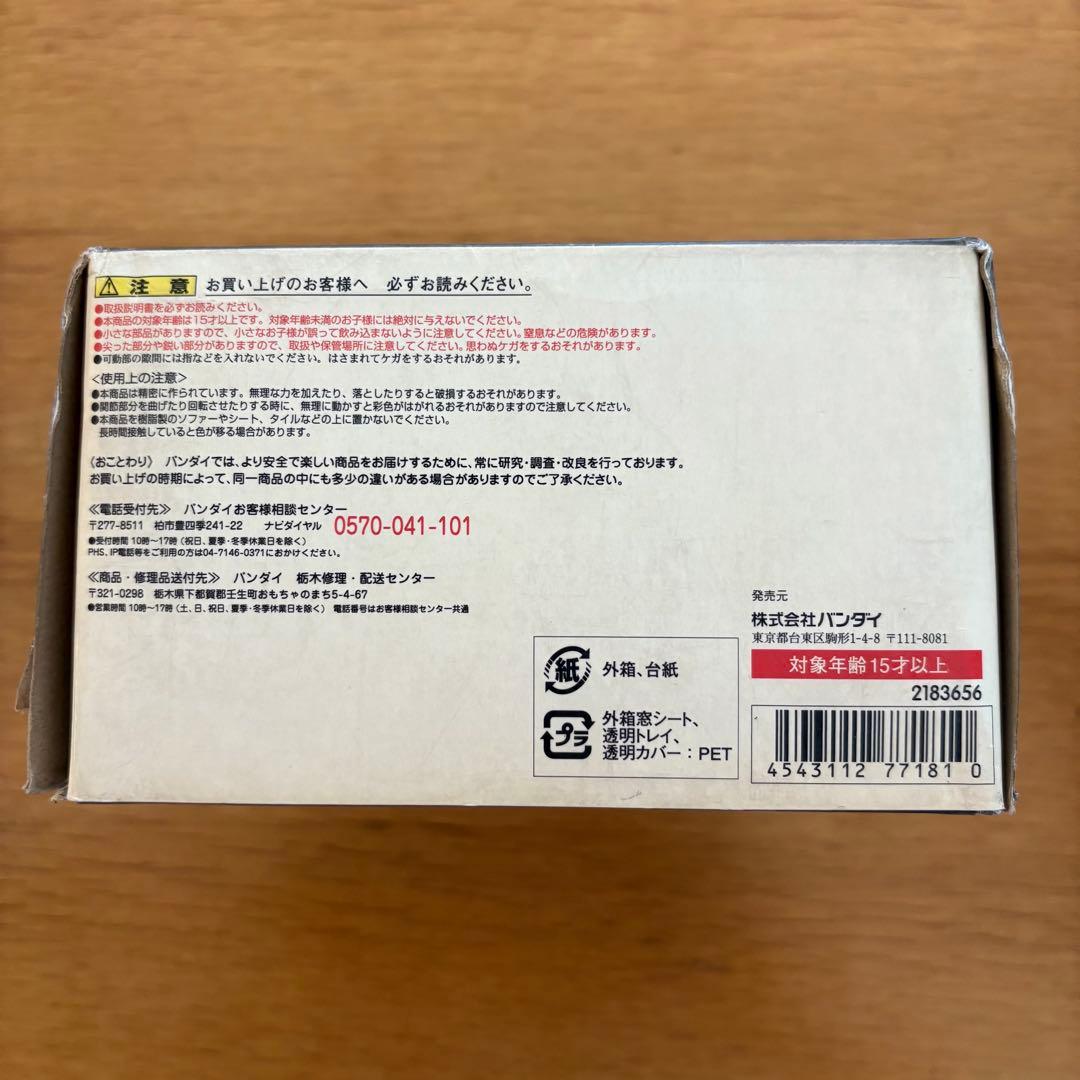 注意 お買い上げのお客様へ 必ずお読みください。
●取扱説明書を必ずお読みください。
●本商品の対象年齢は15才以上です。対象年齢未満のお子様には絶対に与えないでください。
●小さな部品がありますので、小さなお子様が誤って飲み込まないように注意してください。窒息などの危険があります。
●尖った部分や鋭い部分がありますので、取扱や保管場所に注意してください。思わぬケガをするおそれがあります。
●可動部の隙間には指などを入れないでください。はさまれてケガをするおそれがあります。
＜使用上の注意＞
●本商品は精密に作られています。無理な力を加えたり、落としたりすると破損するおそれがあります。
●関節部分を曲げたり回転させたりする時に、無理に動かすと彩色がはがれるおそれがありますので注意してください。
●本商品を樹脂製のソファーやシート、タイルなどの上に置かないでください。
長時間接触していると色が移る場合があります。
《おことわり》 バンダイでは、より安全で楽しい商品をお届けするために、常に研究・調査・改良を行っております。
お買い上げの時期によって、同一商品の中にも多少の違いがある場合がありますのでご了承ください。
≪電話受付先≫ バンダイお客様相談センター
〒277-8511 柏市豊四季241-22 ナビダイヤル 0570-041-101
●受付時間 10時〜17時（祝日、夏季・冬季休業日を除く）
PHS、IP電話等をご利用の方は04-7146-0371におかけください。
≪商品・修理品送付先≫ バンダイ 栃木修理・配送センター
〒321-0298 栃木県下都賀郡壬生町おもちゃのまち5-4-67
●営業時間 10時〜17時（土、日、祝日、夏季・冬季休業日を除く） 電話番号はお客様相談センター共通
紙 外箱、台紙
プラ 外箱窓シート、
透明トレイ、
透明カバー：PET
発売元
株式会社バンダイ
東京都台東区駒形1-4-8 〒111-8081
対象年齢15才以上
2183656
4543112 77181 0